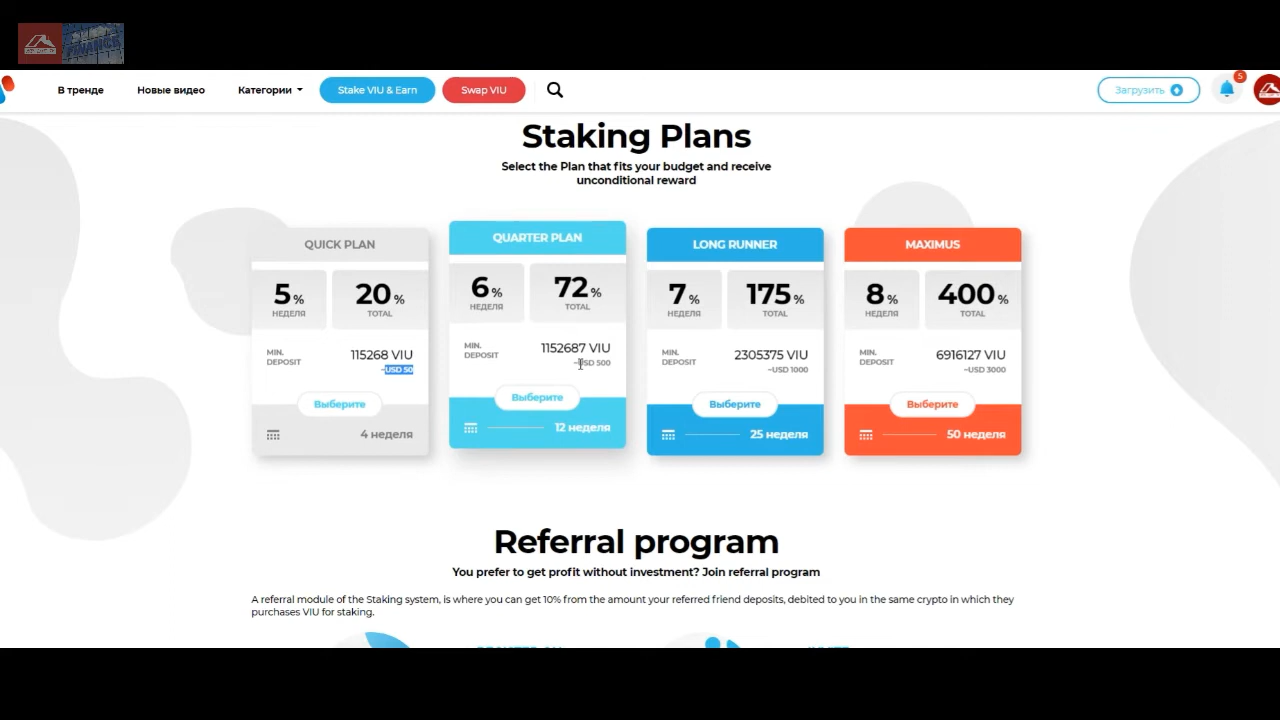 FINANCE
В тренде
Новые видео
Категории
Stake VIU & Earn
Swap VIU
Загрузить
5
Staking Plans
Select the Plan that fits your budget and receive
unconditional reward
QUICK PLAN
5%
НЕДЕЛЯ
20%
TOTAL
MIN.
DEPOSIT
115268 VIU
~USD 50
Выберите
4 неделя
QUARTER PLAN
6%
НЕДЕЛЯ
72%
TOTAL
MIN.
DEPOSIT
1152687 VIU
~USD 500
Выберите
12 неделя
LONG RUNNER
7%
НЕДЕЛЯ
175%
TOTAL
MIN.
DEPOSIT
2305375 VIU
~USD 1000
Выберите
25 неделя
MAXIMUS
8%
НЕДЕЛЯ
400%
TOTAL
MIN.
DEPOSIT
6916127 VIU
~USD 3000
Выберите
50 неделя
Referral program
You prefer to get profit without investment? Join referral program
A referral module of the Staking system, is where you can get 10% from the amount your referred friend deposits, debited to you in the same crypto in which they
purchases VIU for staking.